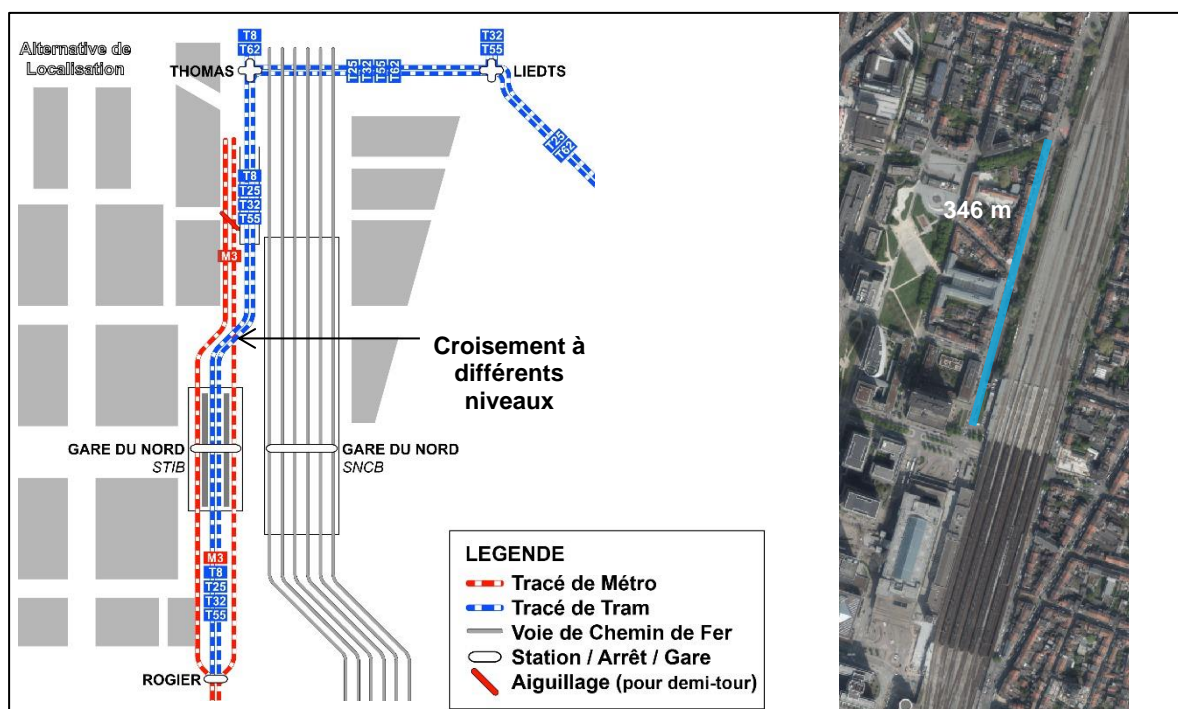 Alternative de
Localisation
T8
T62
T32
T55
THOMAS
T25
T32
T55
T62
LIEDTS
T25
T62
T8
T25
T32
T55
M3
346 m
Croisement à
différents
niveaux
GARE DU NORD
STIB
GARE DU NORD
SNCB
M3
T8
T25
T32
T55
ROGIER
LEGENDE
Tracé de Métro
Tracé de Tram
Voie de Chemin de Fer
Station / Arrêt / Gare
Aiguillage (pour demi-tour)